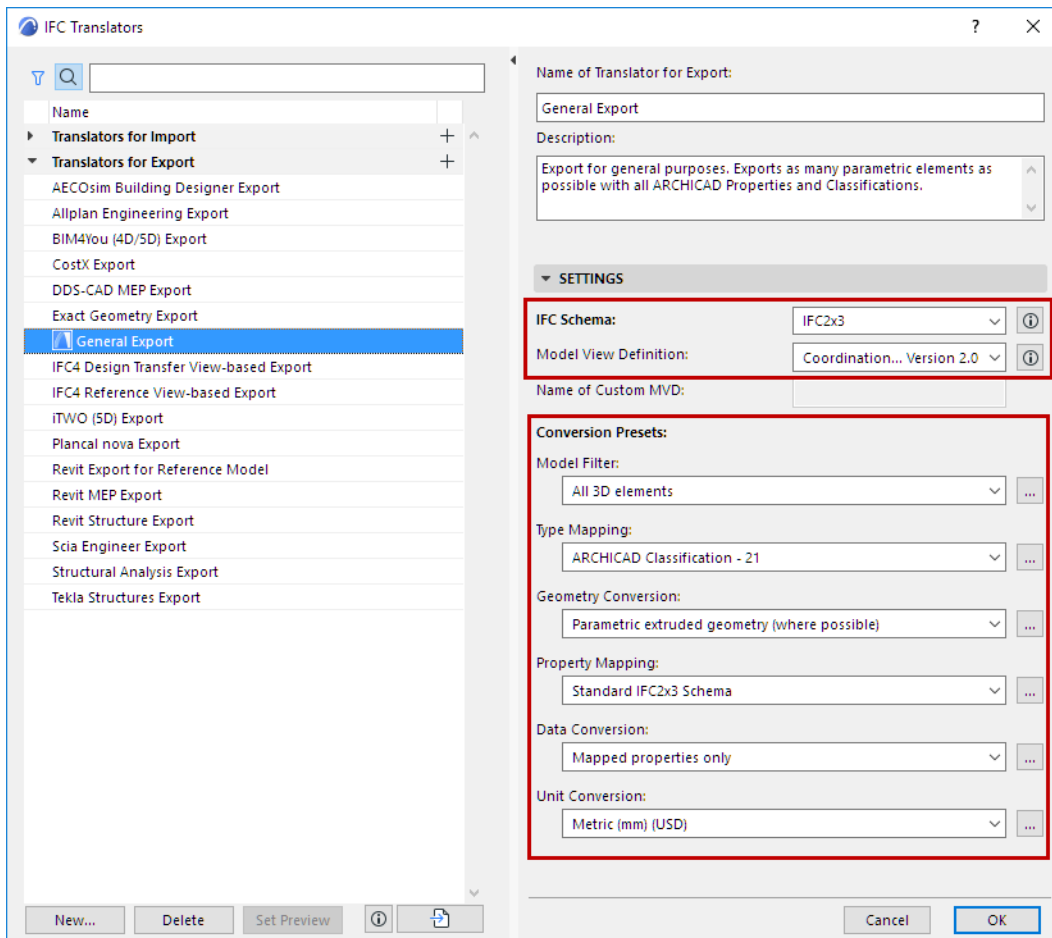 IFC Translators
?
Name
Translators for Import
Translators for Export
AECOsim Building Designer Export
Allplan Engineering Export
BIM4You (4D/5D) Export
CostX Export
DDS-CAD MEP Export
Exact Geometry Export
General Export
IFC4 Design Transfer View-based Export
IFC4 Reference View-based Export
iTWO (5D) Export
Plancal nova Export
Revit Export for Reference Model
Revit MEP Export
Revit Structure Export
Scia Engineer Export
Structural Analysis Export
Tekla Structures Export
New...
Delete
Set Preview
Name of Translator for Export:
General Export
Description:
Export for general purposes. Exports as many parametric elements as
possible with all ARCHICAD Properties and Classifications.
SETTINGS
IFC Schema:
IFC2x3
Model View Definition:
Coordination... Version 2.0
Name of Custom MVD:
Conversion Presets:
Model Filter:
All 3D elements
...
Type Mapping:
ARCHICAD Classification - 21
...
Geometry Conversion:
Parametric extruded geometry (where possible)
...
Property Mapping:
Standard IFC2x3 Schema
...
Data Conversion:
Mapped properties only
...
Unit Conversion:
Metric (mm) (USD)
...
Cancel
OK